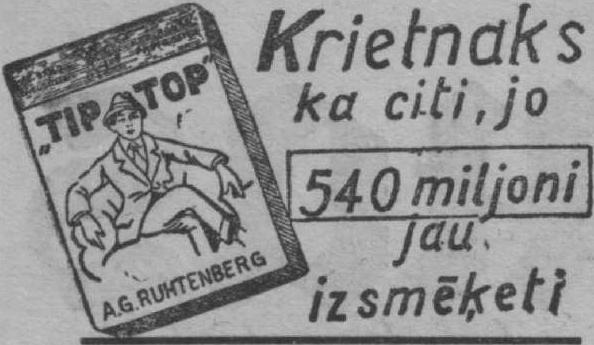 „TIP TOP"
A.G. RUHTENBERG
Krietnaks
ka citi, jo
540 miljoni
jau
izsmēķeti